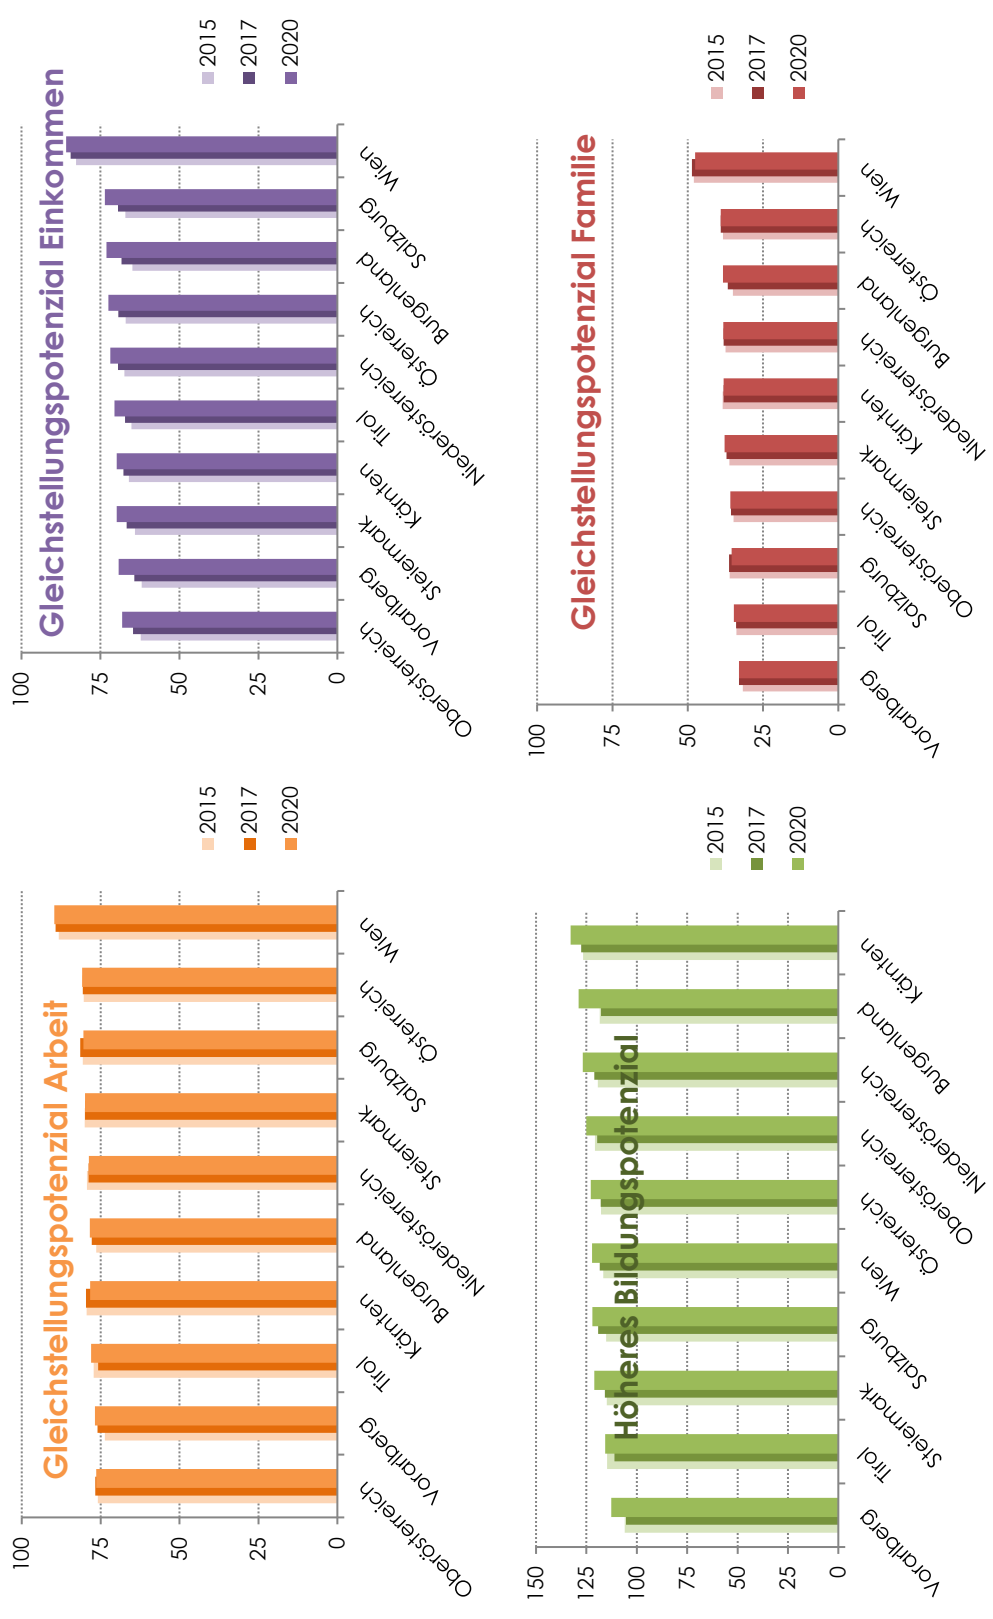 Gleichstellungspotenzial Arbeit
100
75
50
25
0
Oberösterreich
Vorarlberg
Tirol
Kärnten
Burgenland
Niederösterreich
Steiermark
Salzburg
Österreich
Wien
2015
2017
2020
Gleichstellungspotenzial Einkommen
100
75
50
25
0
Oberösterreich
Vorarlberg
Steiermark
Kärnten
Tirol
Niederösterreich
Österreich
Burgenland
Salzburg
Wien
2015
2017
2020
Höheres Bildungspotenzial
150
125
100
75
50
25
0
Vorarlberg
Tirol
Steiermark
Salzburg
Wien
Österreich
Oberösterreich
Niederösterreich
Burgenland
Kärnten
2015
2017
2020
Gleichstellungspotenzial Familie
100
75
50
25
0
Vorarlberg
Tirol
Salzburg
Oberösterreich
Steiermark
Kärnten
Niederösterreich
Burgenland
Österreich
Wien
2015
2017
2020